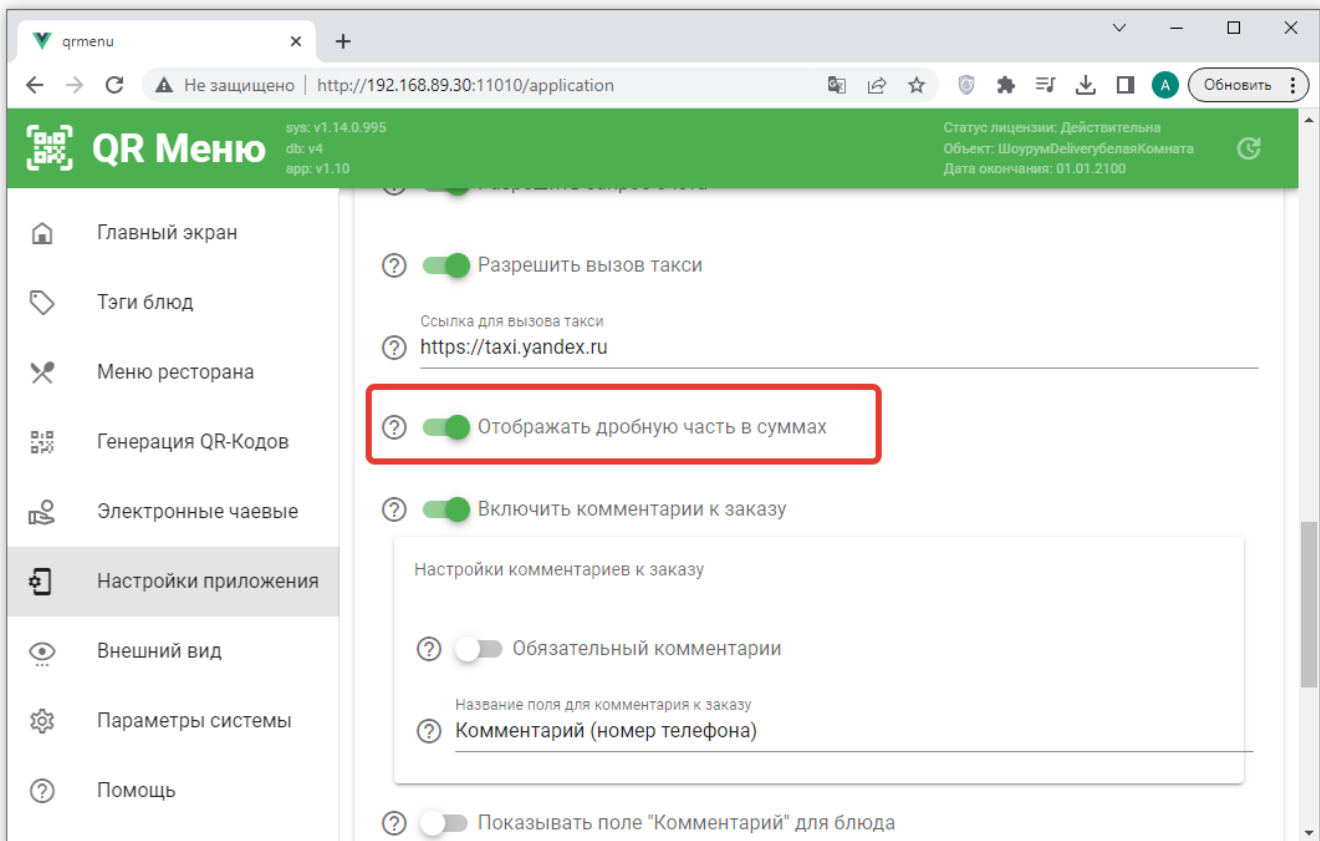 qrmenu
Не защищено
http://192.168.89.30:11010/application
A
Обновить
QR Меню
sys: v1.14.0.995
db: v4
app: v1.10
Статус лицензии: Действительна
Объект: ШоурумDeliveryбелаяКомната
Дата окончания: 01.01.2100
Главный экран
Тэги блюд
Меню ресторана
Генерация QR-Кодов
Электронные чаевые
Настройки приложения
Внешний вид
Параметры системы
Помощь
Разрешить вызов такси
Ссылка для вызова такси
https://taxi.yandex.ru
Отображать дробную часть в суммах
Включить комментарии к заказу
Настройки комментариев к заказу
Обязательный комментарии
Название поля для комментария к заказу
Комментарий (номер телефона)
Показывать поле "Комментарий" для блюда